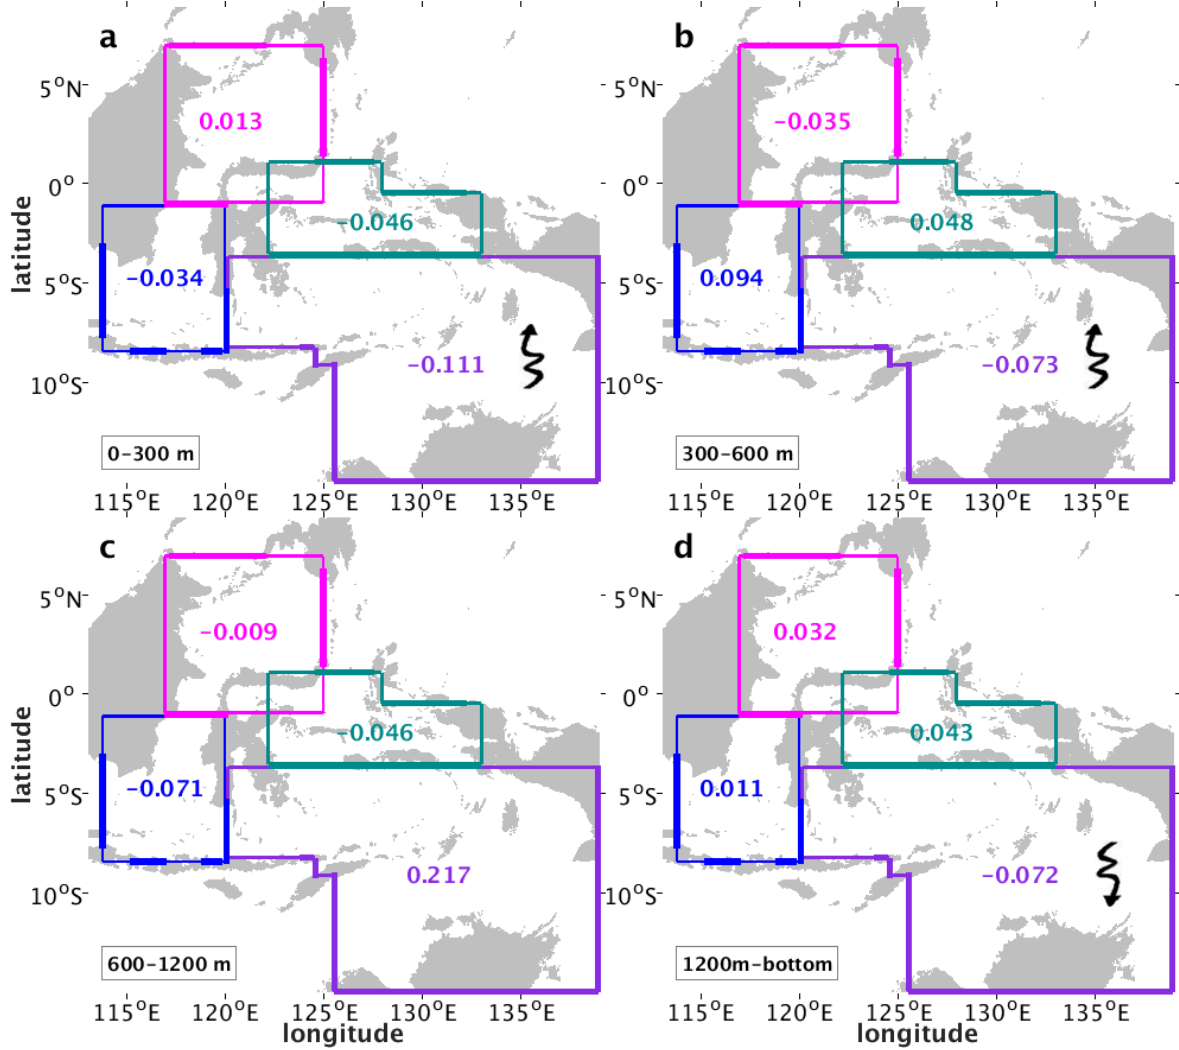 a
5°N
0°
5°S
10°S
latitude
0.013
-0.046
-0.034
-0.111
0-300 m
115°E 120°E 125°E 130°E 135°E
b
5°N
0°
5°S
10°S
-0.035
0.048
0.094
-0.073
300-600 m
115°E 120°E 125°E 130°E 135°E
c
5°N
0°
5°S
10°S
latitude
-0.009
-0.046
-0.071
0.217
600-1200 m
115°E 120°E 125°E 130°E 135°E
longitude
d
5°N
0°
5°S
10°S
0.032
0.043
0.011
-0.072
1200m-bottom
115°E 120°E 125°E 130°E 135°E
longitude